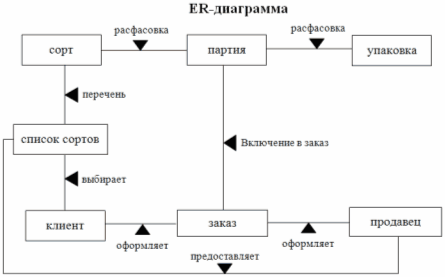 ER-диаграмма
расфасовка
расфасовка
сорт
партия
упаковка
перечень
список сортов
Включение в заказ
выбирает
клиент
заказ
продавец
оформляет
оформляет
предоставляет